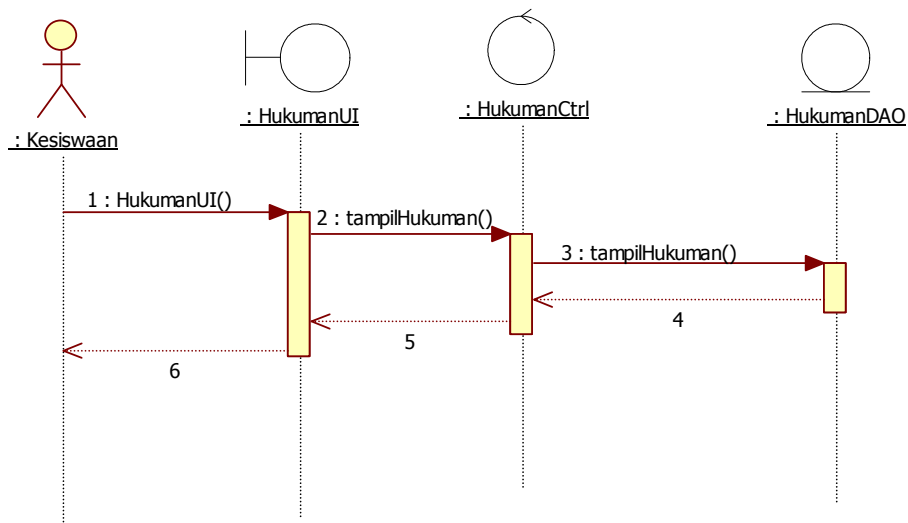 : Kesiswaan
: HukumanUI
: HukumanCtrl
: HukumanDAO
1 : HukumanUI()
2 : tampilHukuman()
3 : tampilHukuman()
4
5
6